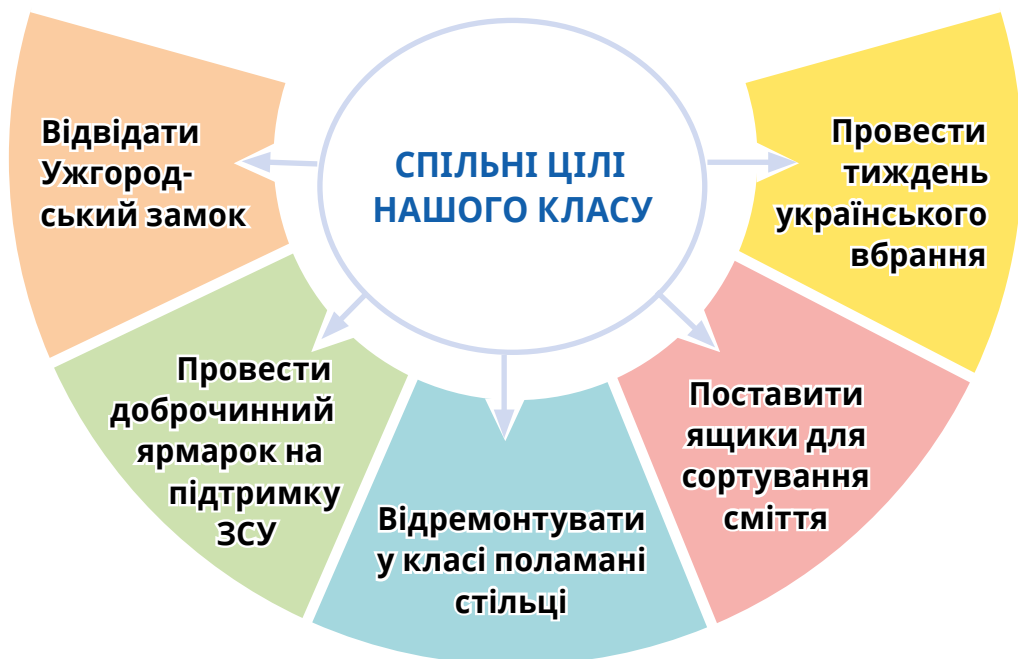 СПІЛЬНІ ЦІЛІ
НАШОГО КЛАСУ
Відвідати
Ужгород-
ський замок
Провести
доброчинний
ярмарок на
підтримку
ЗСУ
Відремонтувати
у класі поламані
стільці
Поставити
ящики для
сортування
сміття
Провести
тиждень
українського
вбрання